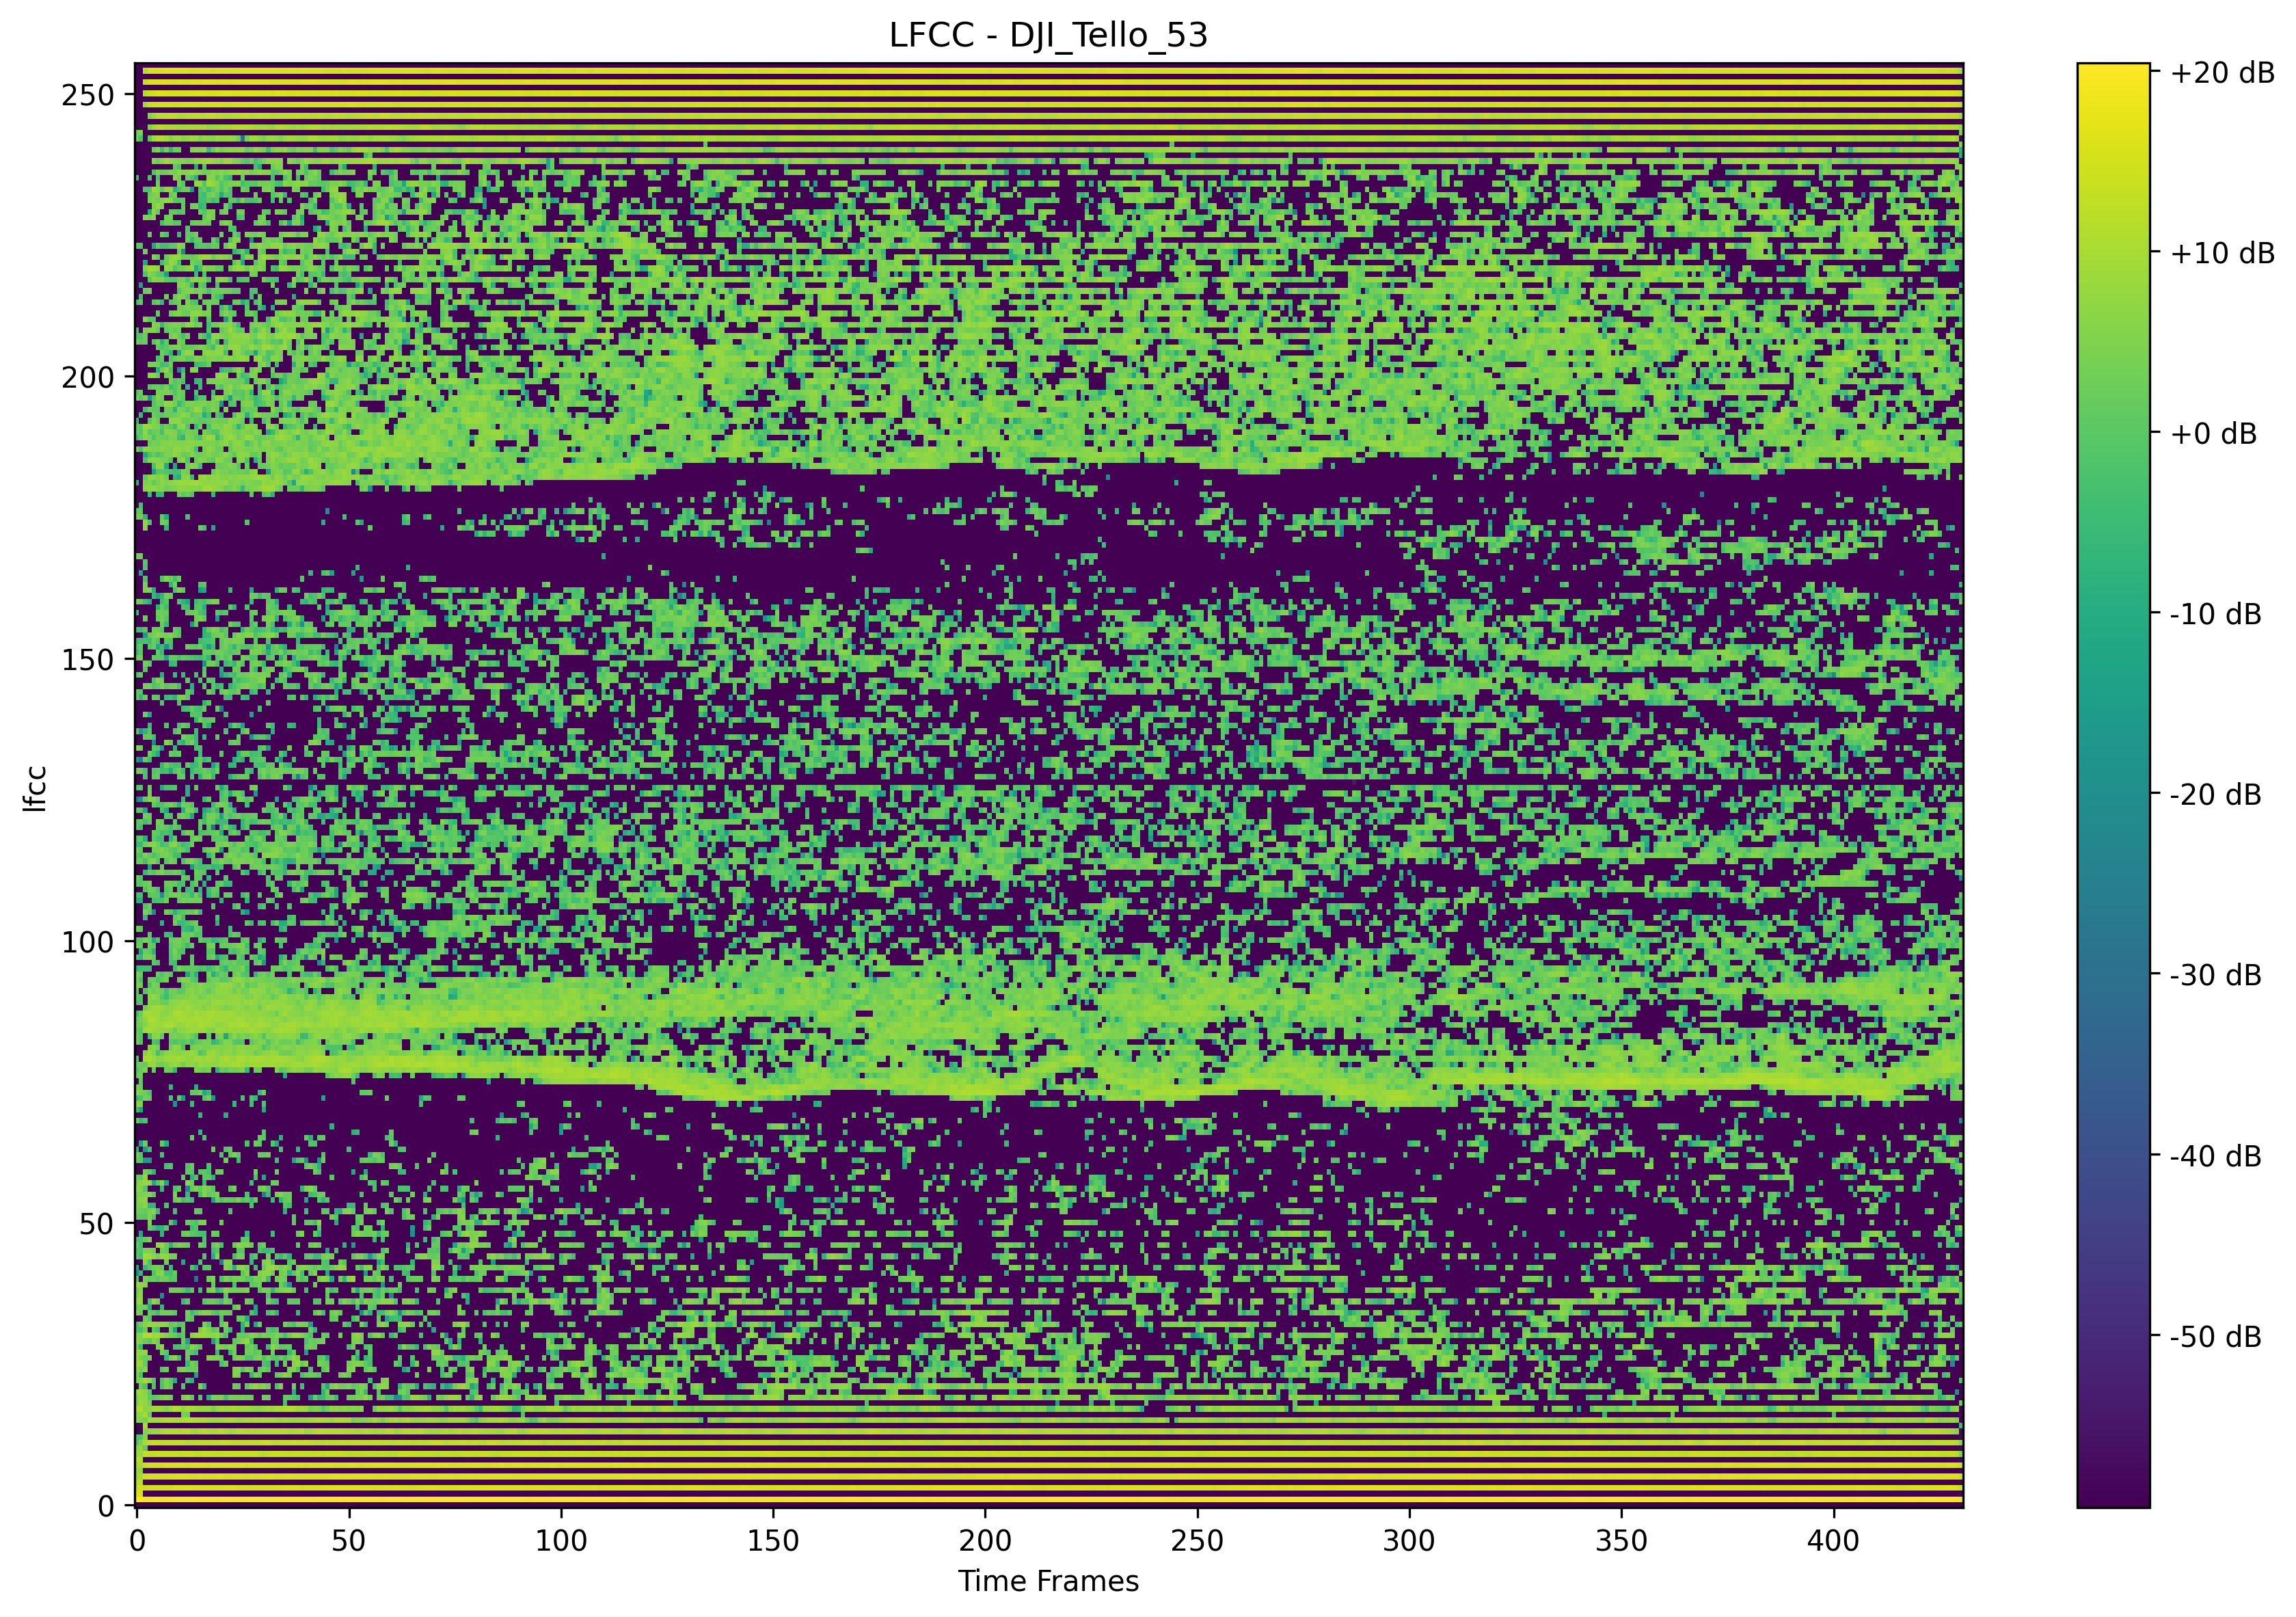 LFCC - DJI_Tello_53
250
200
150
100
50
0
lfcc
0 50 100 150 200 250 300 350 400
Time Frames
+20 dB
+10 dB
+0 dB
-10 dB
-20 dB
-30 dB
-40 dB
-50 dB